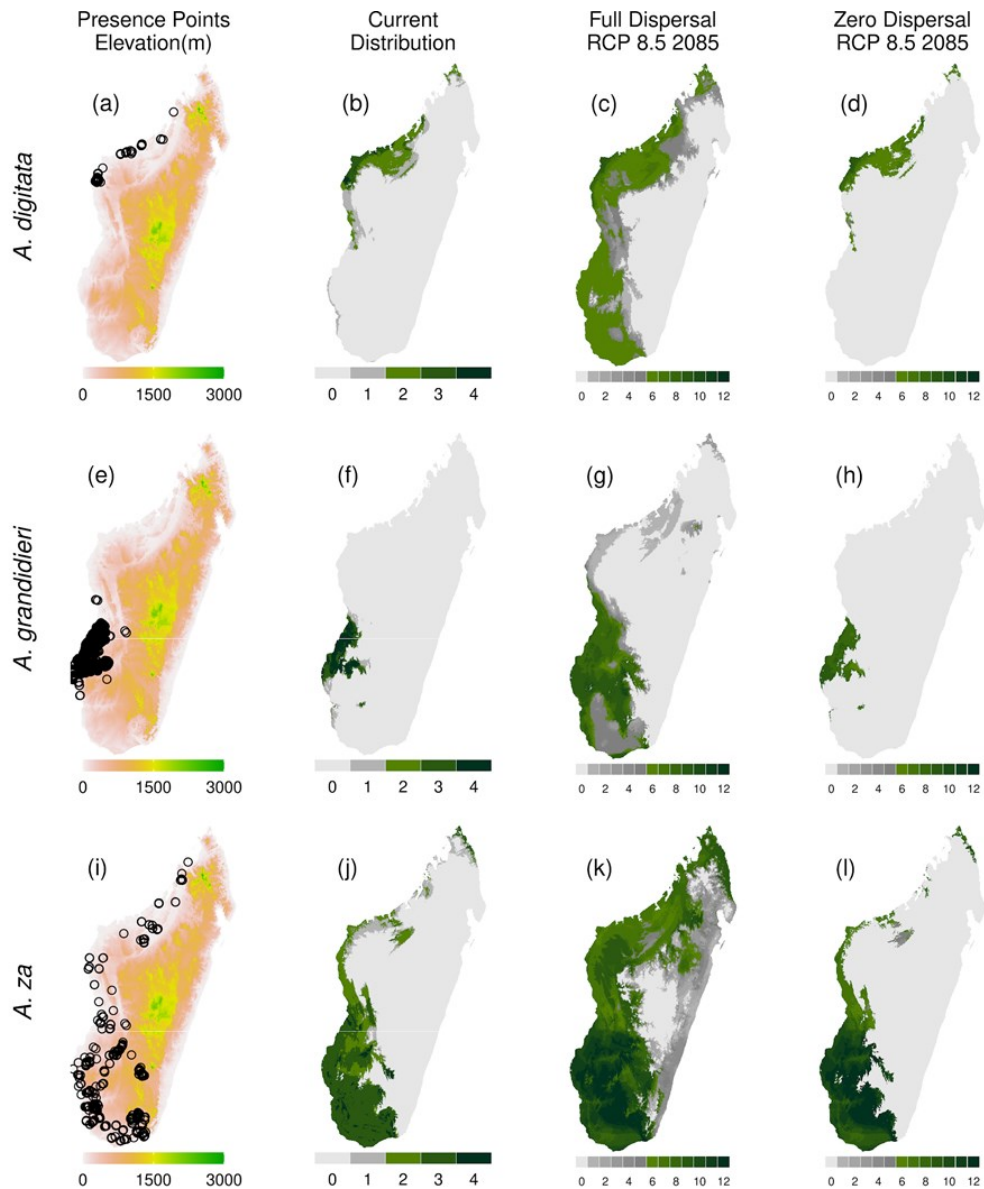 Presence Points
Elevation(m)
Current
Distribution
Full Dispersal
RCP 8.5 2085
Zero Dispersal
RCP 8.5 2085
A. digitata
(a)
(b)
(c)
(d)
0 1500 3000
0 1 2 3 4
0 2 4 6 8 10 12
0 2 4 6 8 10 12
A. grandidieri
(e)
(f)
(g)
(h)
0 1500 3000
0 1 2 3 4
0 2 4 6 8 10 12
0 2 4 6 8 10 12
A. za
(i)
(j)
(k)
(l)
0 1500 3000
0 1 2 3 4
0 2 4 6 8 10 12
0 2 4 6 8 10 12